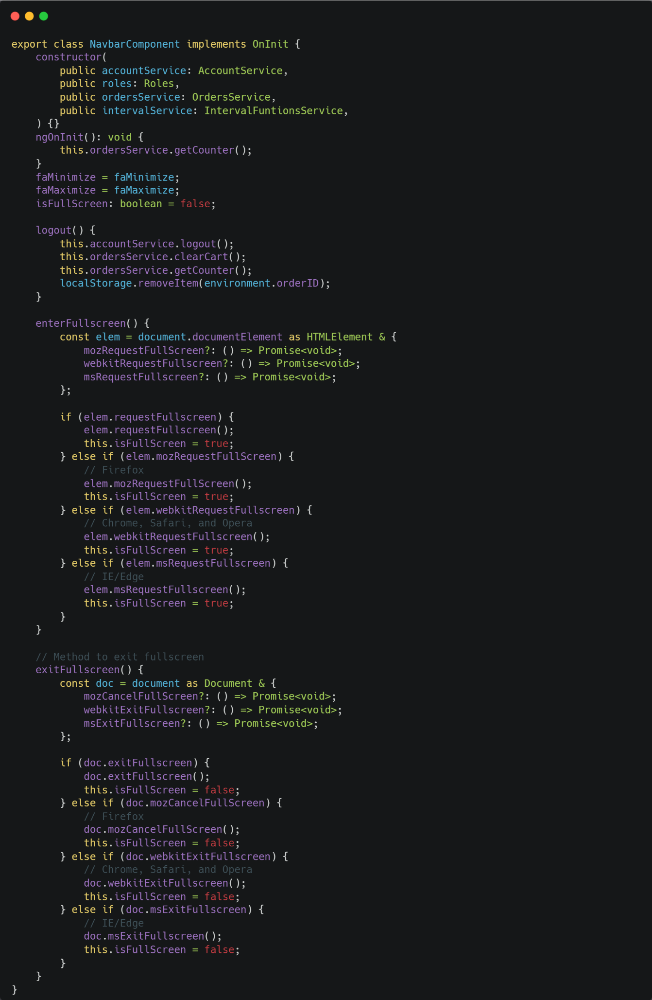 export class NavbarComponent implements OnInit {
    constructor(
        public accountService: AccountService,
        public roles: Roles,
        public ordersService: OrdersService,
        public intervalService: IntervalFuntionsService,
    ) {}
    ngOnInit(): void {
        this.ordersService.getCounter();
    }
    faMinimize = faMinimize;
    faMaximize = faMaximize;
    isFullScreen: boolean = false;

    logout() {
        this.accountService.logout();
        this.ordersService.clearCart();
        this.ordersService.getCounter();
        localStorage.removeItem(environment.orderID);
    }

    enterFullscreen() {
        const elem = document.documentElement as HTMLElement & {
            mozRequestFullScreen?: () => Promise<void>;
            webkitRequestFullscreen?: () => Promise<void>;
            msRequestFullscreen?: () => Promise<void>;
        };

        if (elem.requestFullscreen) {
            elem.requestFullscreen();
            this.isFullScreen = true;
        } else if (elem.mozRequestFullScreen) {
            // Firefox
            elem.mozRequestFullScreen();
            this.isFullScreen = true;
        } else if (elem.webkitRequestFullscreen) {
            // Chrome, Safari, and Opera
            elem.webkitRequestFullscreen();
            this.isFullScreen = true;
        } else if (elem.msRequestFullscreen) {
            // IE/Edge
            elem.msRequestFullscreen();
            this.isFullScreen = true;
        }
    }

    // Method to exit fullscreen
    exitFullscreen() {
        const doc = document as Document & {
            mozCancelFullScreen?: () => Promise<void>;
            webkitExitFullscreen?: () => Promise<void>;
            msExitFullscreen?: () => Promise<void>;
        };

        if (doc.exitFullscreen) {
            doc.exitFullscreen();
            this.isFullScreen = false;
        } else if (doc.mozCancelFullScreen) {
            // Firefox
            doc.mozCancelFullScreen();
            this.isFullScreen = false;
        } else if (doc.webkitExitFullscreen) {
            // Chrome, Safari, and Opera
            doc.webkitExitFullscreen();
            this.isFullScreen = false;
        } else if (doc.msExitFullscreen) {
            // IE/Edge
            doc.msExitFullscreen();
            this.isFullScreen = false;
        }
    }
}